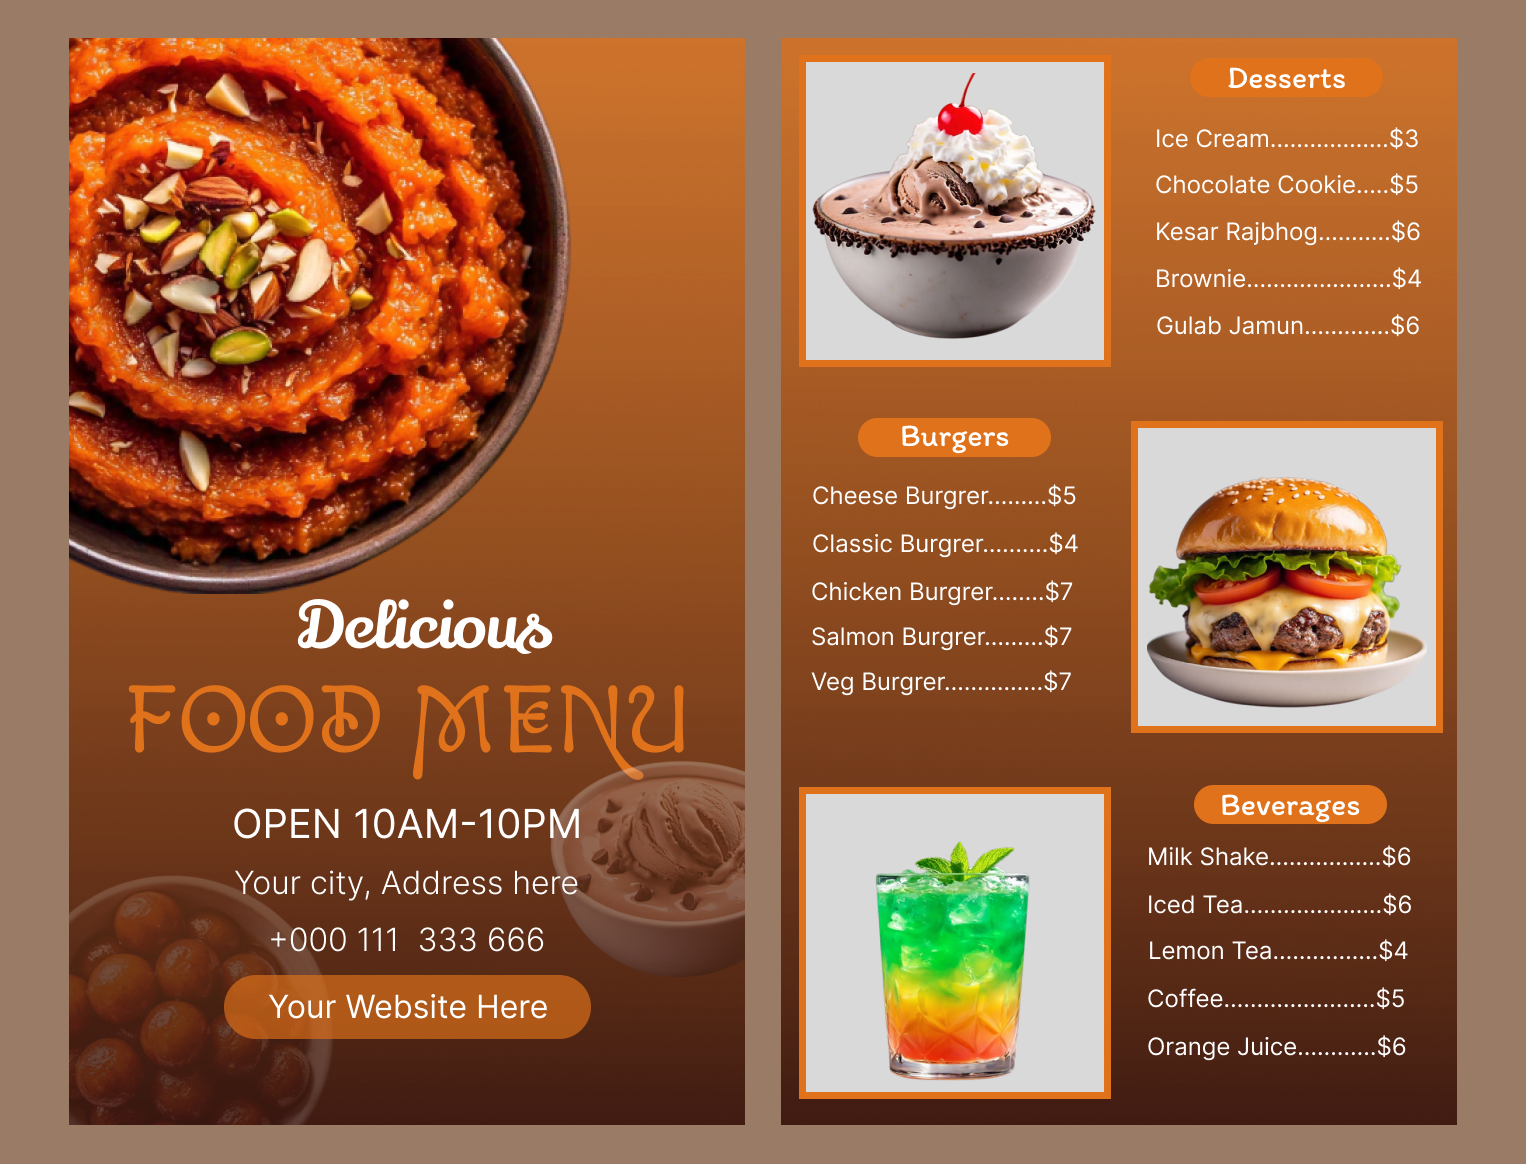 Delicious
FOOD MENU
OPEN 10AM-10PM
Your city, Address here
+000 111  333 666
Your Website Here
Desserts
Ice Cream..................$3
Chocolate Cookie.....$5
Kesar Rajbhog...........$6
Brownie......................$4
Gulab Jamun.............$6
Burgers
Cheese Burgrer.........$5
Classic Burgrer..........$4
Chicken Burgrer........$7
Salmon Burgrer.........$7
Veg Burgrer...............$7
Beverages
Milk Shake.................$6
Iced Tea.....................$6
Lemon Tea................$4
Coffee.......................$5
Orange Juice............$6